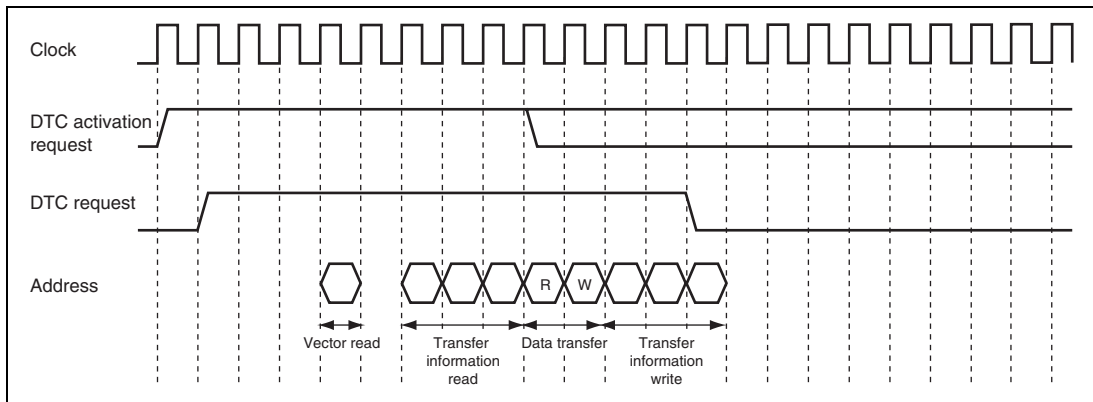 Clock
DTC activation
request
DTC request
Address
R W
Vector read
Transfer
information
read
Data transfer
Transfer
information
write